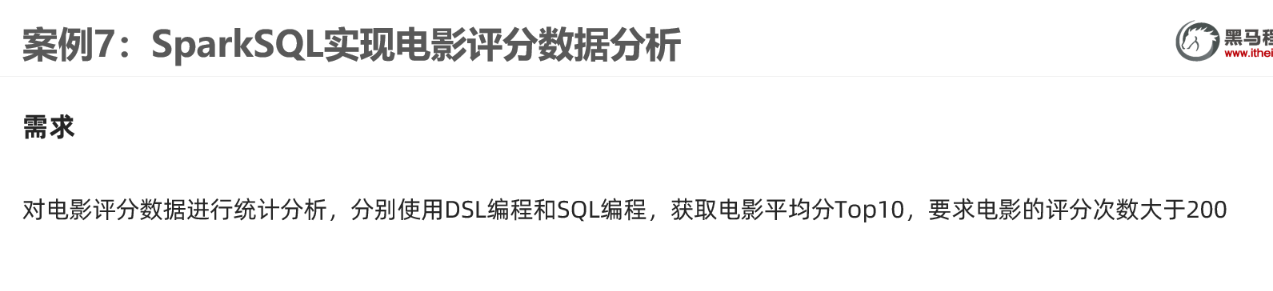 案例7：SparkSQL实现电影评分数据分析
黑马程
www.ithei
需求
对电影评分数据进行统计分析，分别使用DSL编程和SQL编程，获取电影平均分Top10，要求电影的评分次数大于200